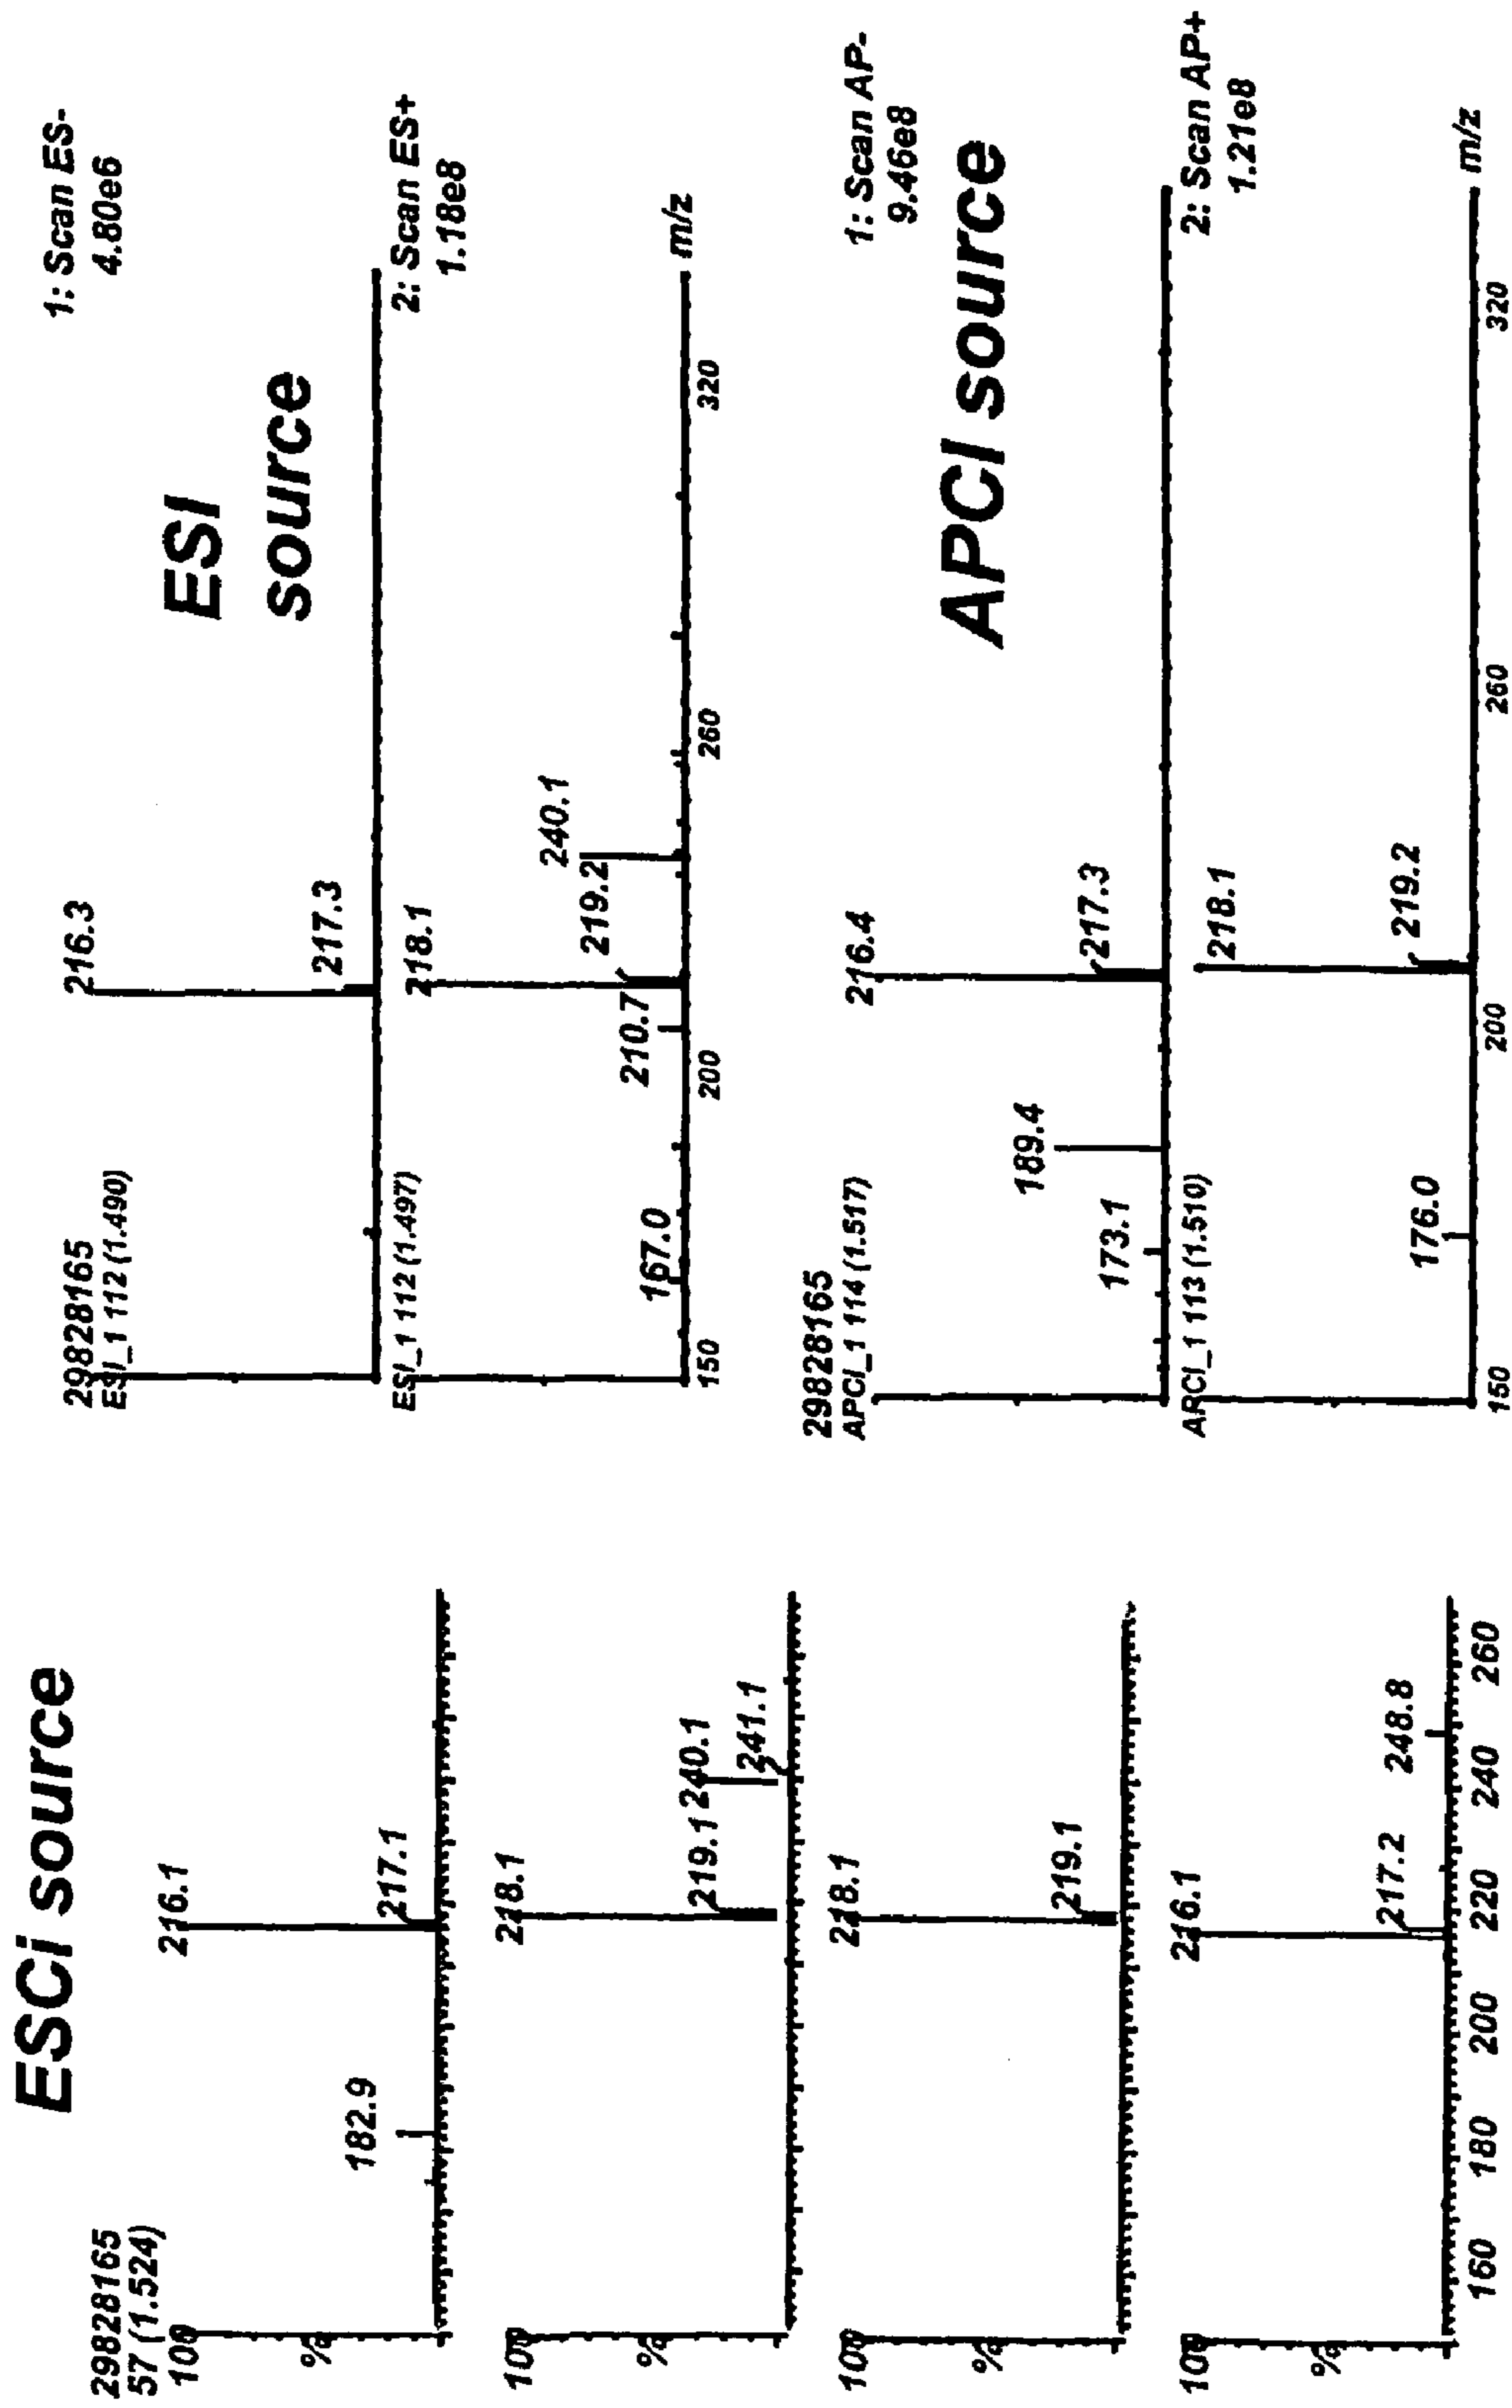 ESCi source
29828165
57 (1.524)
100
%
216.1
217.1
182.9
100
%
218.1
219.1
240.1
241.1
100
%
218.1
219.1
100
%
216.1
217.2
248.8
160 180 200 220 240 260
29828165
ESI_1 112 (1.490)
1: Scan ES-
4.80e6
216.3
217.3
ESI
source
ESI_1 112 (1.497)
2: Scan ES+
1.18e8
218.1
240.1
219.2
210.7
167.0
150 200 260 320 m/z
29828165
APCI_1 114 (1.517)
1: Scan AP-
9.46e8
216.4
217.3
189.4
173.1
APCI source
ARCI_1 113 (1.510)
2: Scan AP+
1.21e8
218.1
219.2
176.0
150 200 260 320 m/z